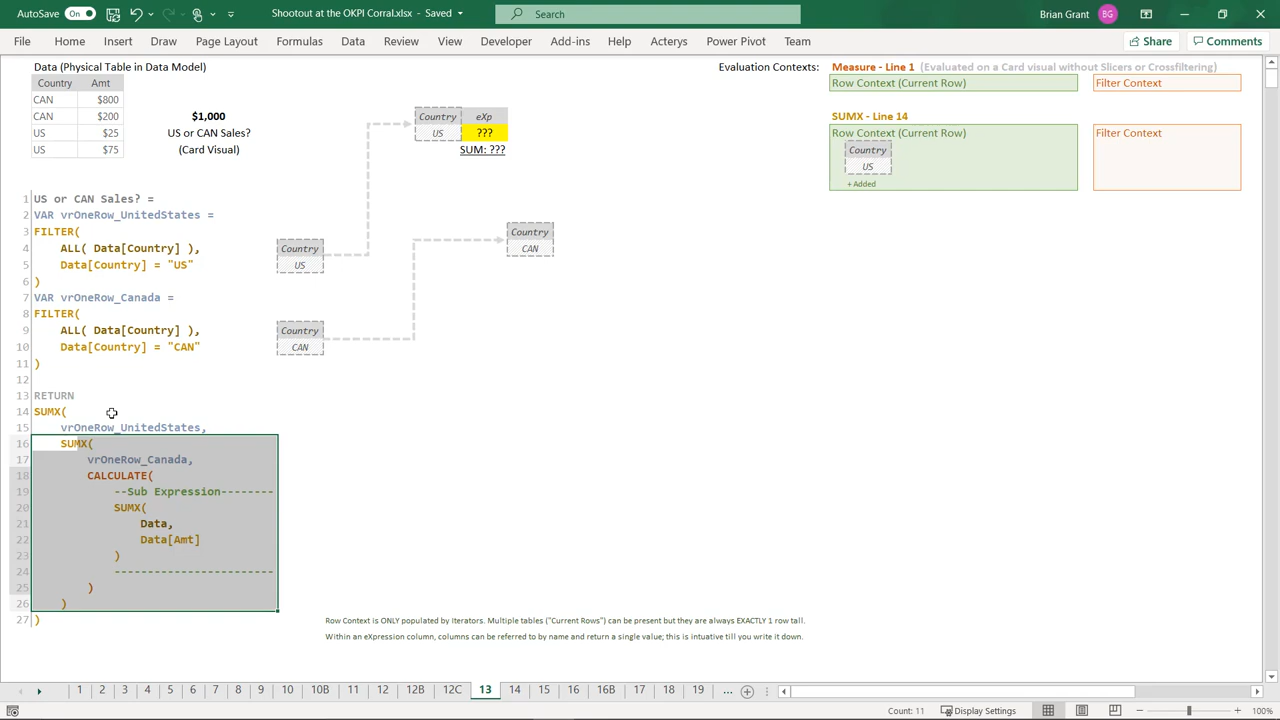 AutoSave On
Countout at the OKPI Corral
Search
Brian Grant BG
File Home Insert Draw Page Layout Formulas Data Review View Developer Add-ins Help Acterys Power Pivot Team Share Comments
Data (Physical Table in Data Model)
Country Amt
CAN $800
CAN $200
US $25
US $75
$1,000
US or CAN Sales?
(Card Visual)
Country eXp
US ???
SUM: ???
Country
CAN
Evaluation Contexts: Measure - Line 1 (Evaluated on a Card visual without Slicers or Crossfiltering)
Row Context (Current Row) Filter Context
SUMX - Line 14
Row Context (Current Row) Filter Context
Country
US
+ Added
1 US or CAN Sales? =
2 VAR vrOneRow_UnitedStates =
3 FILTER(
4 ALL( Data[Country] ),
5 Data[Country] = "US"
6 )
7 VAR vrOneRow_Canada =
8 FILTER(
9 ALL( Data[Country] ),
10 Data[Country] = "CAN"
11 )
12
13 RETURN
14 SUMX(
15 vrOneRow_UnitedStates,
16 SUMX(
17 vrOneRow_Canada,
18 CALCULATE(
19 --Sub Expression--------
20 SUMX(
21 Data,
22 Data[Amt]
23 )
24 ------------------------
25 )
26 )
27 )
Country
US
Country
CAN
Row Context is ONLY populated by Iterators. Multiple tables ("Current Rows") can be present but they are always EXACTLY 1 row tall.
Within an eXpression column, columns can be referred to by name and return a single value; this is intuative till you write it down.
1 2 3 4 5 6 7 8 9 10 10B 11 12 12B 12C 13 14 15 16 16B 17 18 19 ...
Count: 11 Display Settings 100%